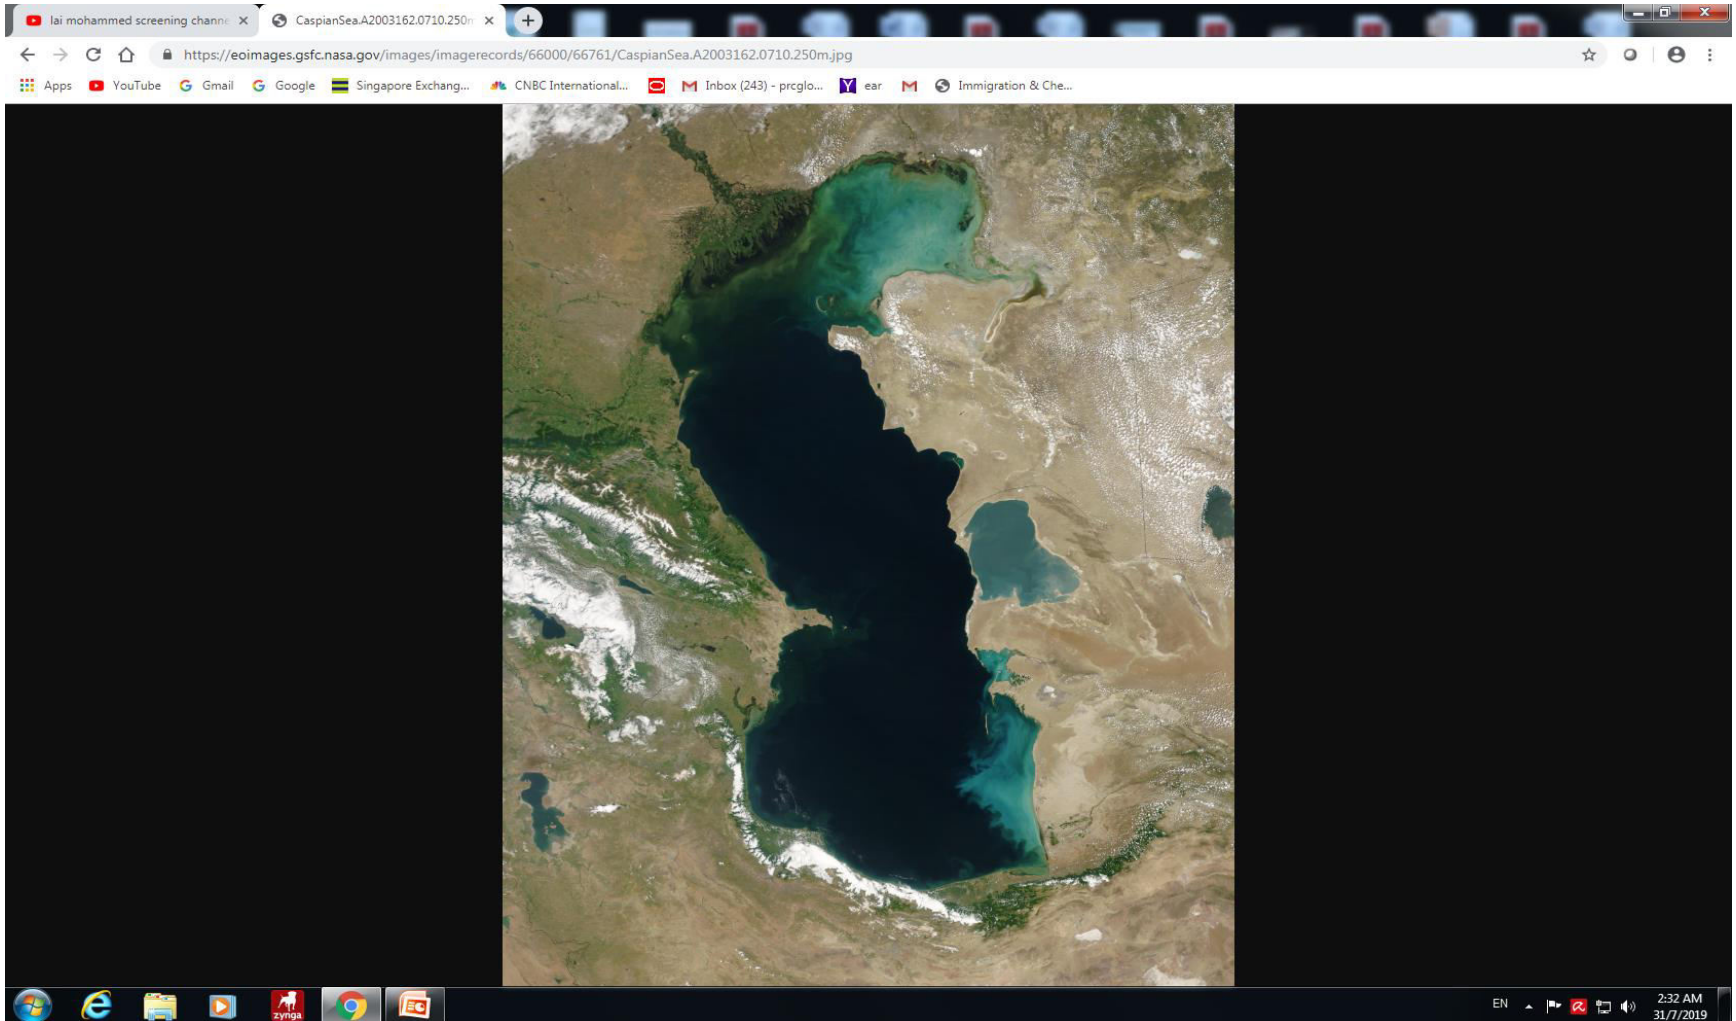 lai mohammed screening channe
CaspianSea.A2003162.0710.250m
https://eoimages.gsfc.nasa.gov/images/imagerecords/66000/66761/CaspianSea.A2003162.0710.250m.jpg
Apps YouTube Gmail Google Singapore Exchang... CNBC International... Inbox (243) - prcglo... ear Immigration & Che...
zynga
EN
2:32 AM
31/7/2019